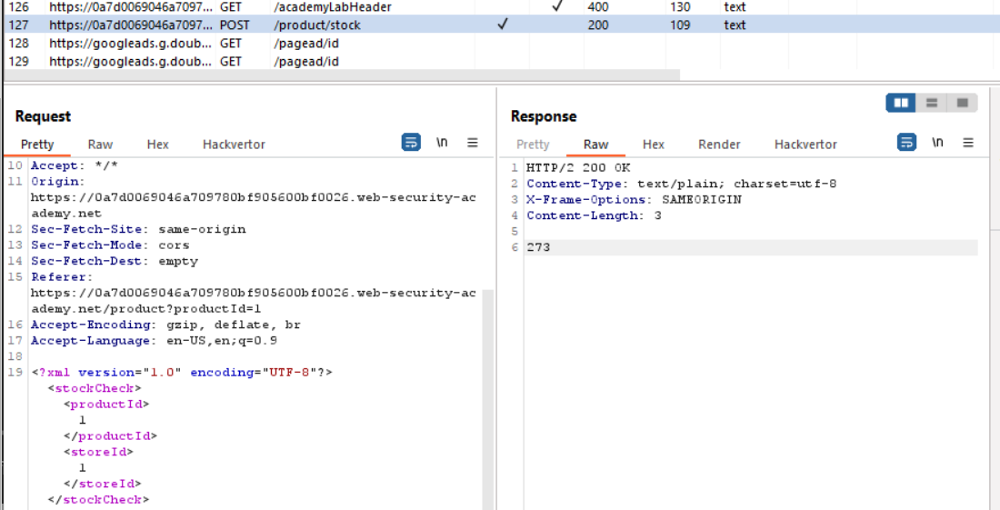 126 https://0a7d0069046a7097... GET /academyLabHeader ✓ 400 130 text
127 https://0a7d0069046a7097... POST /product/stock ✓ 200 109 text
128 https://googleads.g.doub... GET /pagead/id
129 https://googleads.g.doub... GET /pagead/id
Request
Pretty Raw Hex Hackvertor \n
10 Accept: */*
11 Origin:
https://0a7d0069046a709780bf905600bf0026.web-security-ac
ademy.net
12 Sec-Fetch-Site: same-origin
13 Sec-Fetch-Mode: cors
14 Sec-Fetch-Dest: empty
15 Referer:
https://0a7d0069046a709780bf905600bf0026.web-security-ac
ademy.net/product?productId=1
16 Accept-Encoding: gzip, deflate, br
17 Accept-Language: en-US,en;q=0.9
18
19 <?xml version="1.0" encoding="UTF-8"?>
<stockCheck>
<productId>
1
</productId>
<storeId>
1
</storeId>
</stockCheck>
Response
Pretty Raw Hex Render Hackvertor \n
1 HTTP/2 200 OK
2 Content-Type: text/plain; charset=utf-8
3 X-Frame-Options: SAMEORIGIN
4 Content-Length: 3
5
6 273